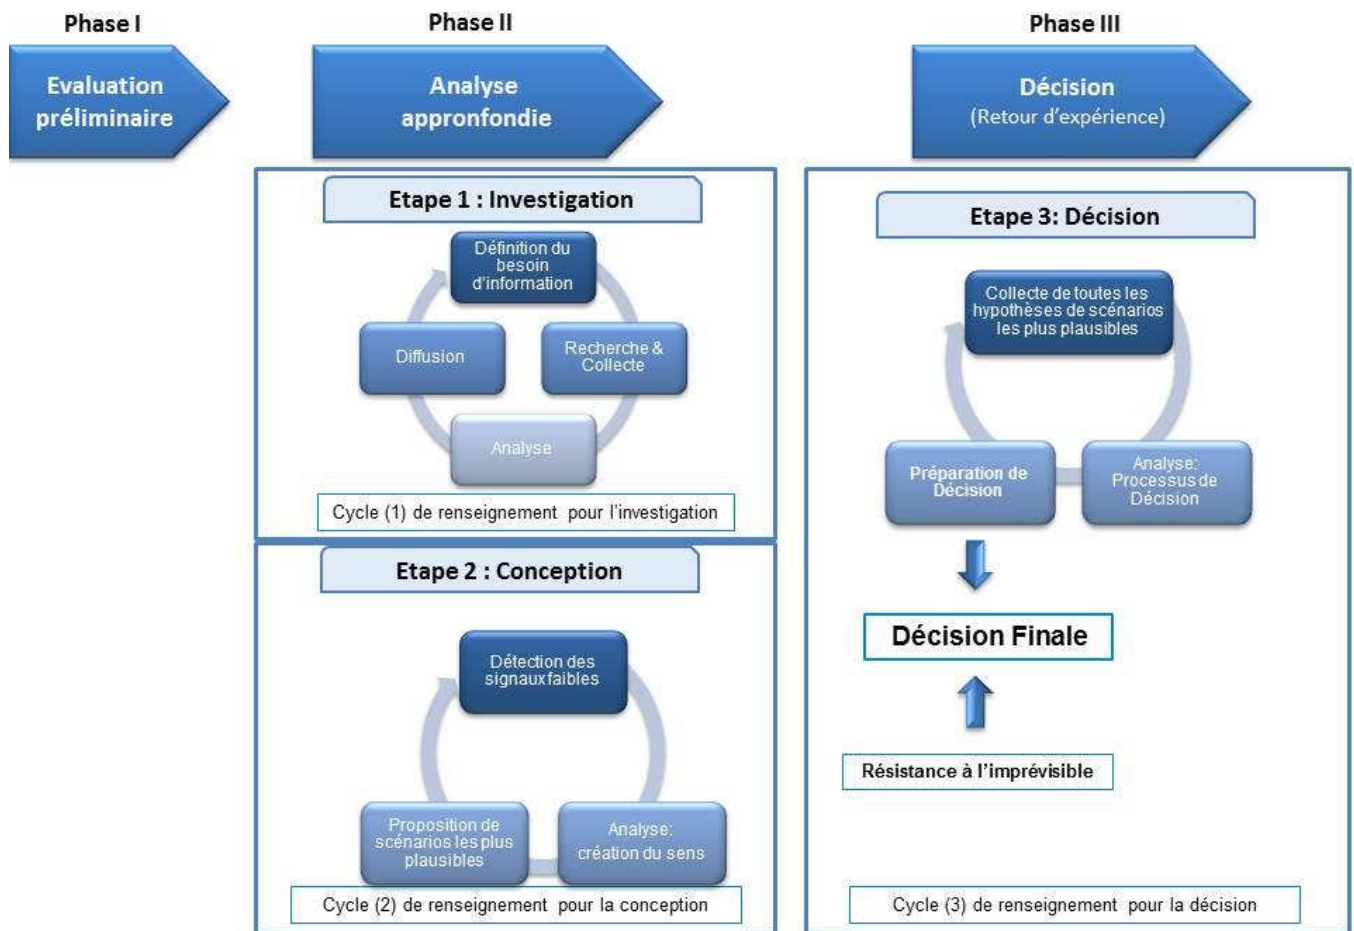 Phase I
Evaluation
préliminaire
Phase II
Analyse
appronfondie
Phase III
Décision
(Retour d’expérience)
Etape 1 : Investigation
Définition du
besoin
d’information
Recherche &
Collecte
Analyse
Diffusion
Cycle (1) de renseignement pour l’investigation
Etape 2 : Conception
Détection des
signaux faibles
Analyse:
création du sens
Proposition de
scénarios les plus
plausibles
Cycle (2) de renseignement pour la conception
Etape 3: Décision
Collecte de toutes les
hypothèses de scénarios
les plus plausibles
Analyse:
Processus de
Décision
Préparation de
Décision
Décision Finale
Résistance à l’imprévisible
Cycle (3) de renseignement pour la décision